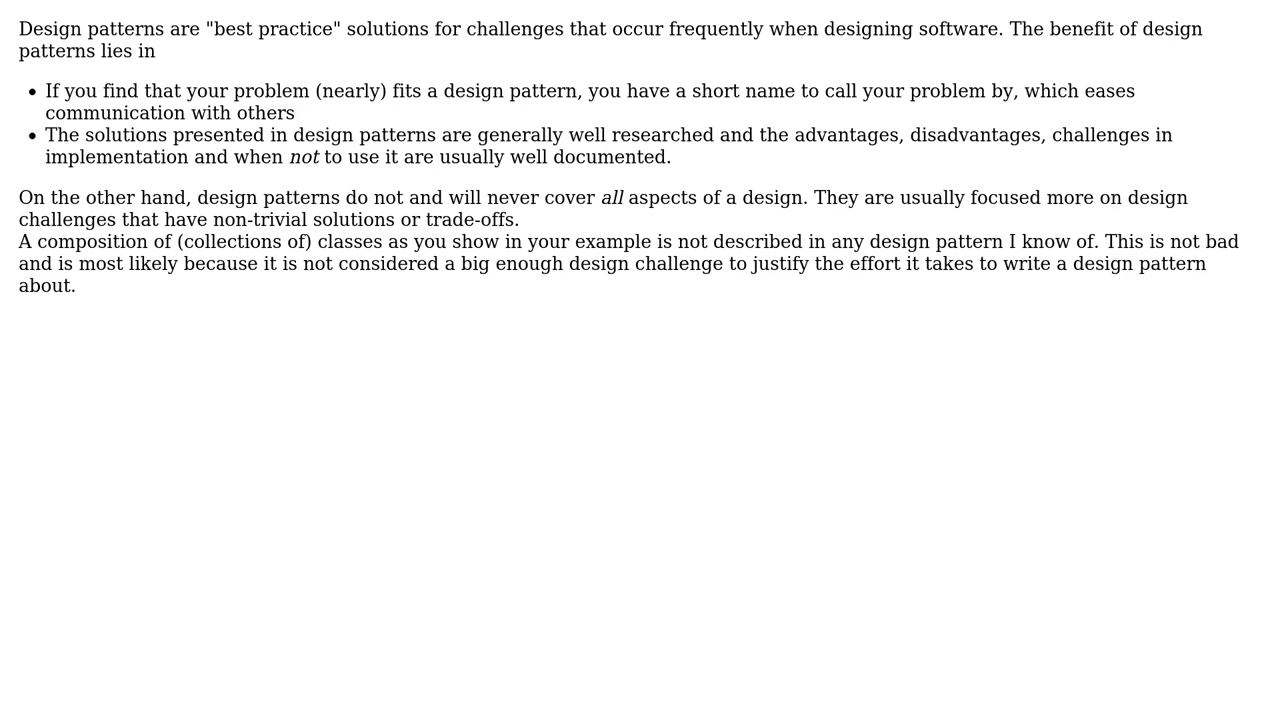 Design patterns are "best practice" solutions for challenges that occur frequently when designing software. The benefit of design
patterns lies in
• If you find that your problem (nearly) fits a design pattern, you have a short name to call your problem by, which eases
communication with others
• The solutions presented in design patterns are generally well researched and the advantages, disadvantages, challenges in
implementation and when not to use it are usually well documented.
On the other hand, design patterns do not and will never cover all aspects of a design. They are usually focused more on design
challenges that have non-trivial solutions or trade-offs.
A composition of (collections of) classes as you show in your example is not described in any design pattern I know of. This is not bad
and is most likely because it is not considered a big enough design challenge to justify the effort it takes to write a design pattern
about.